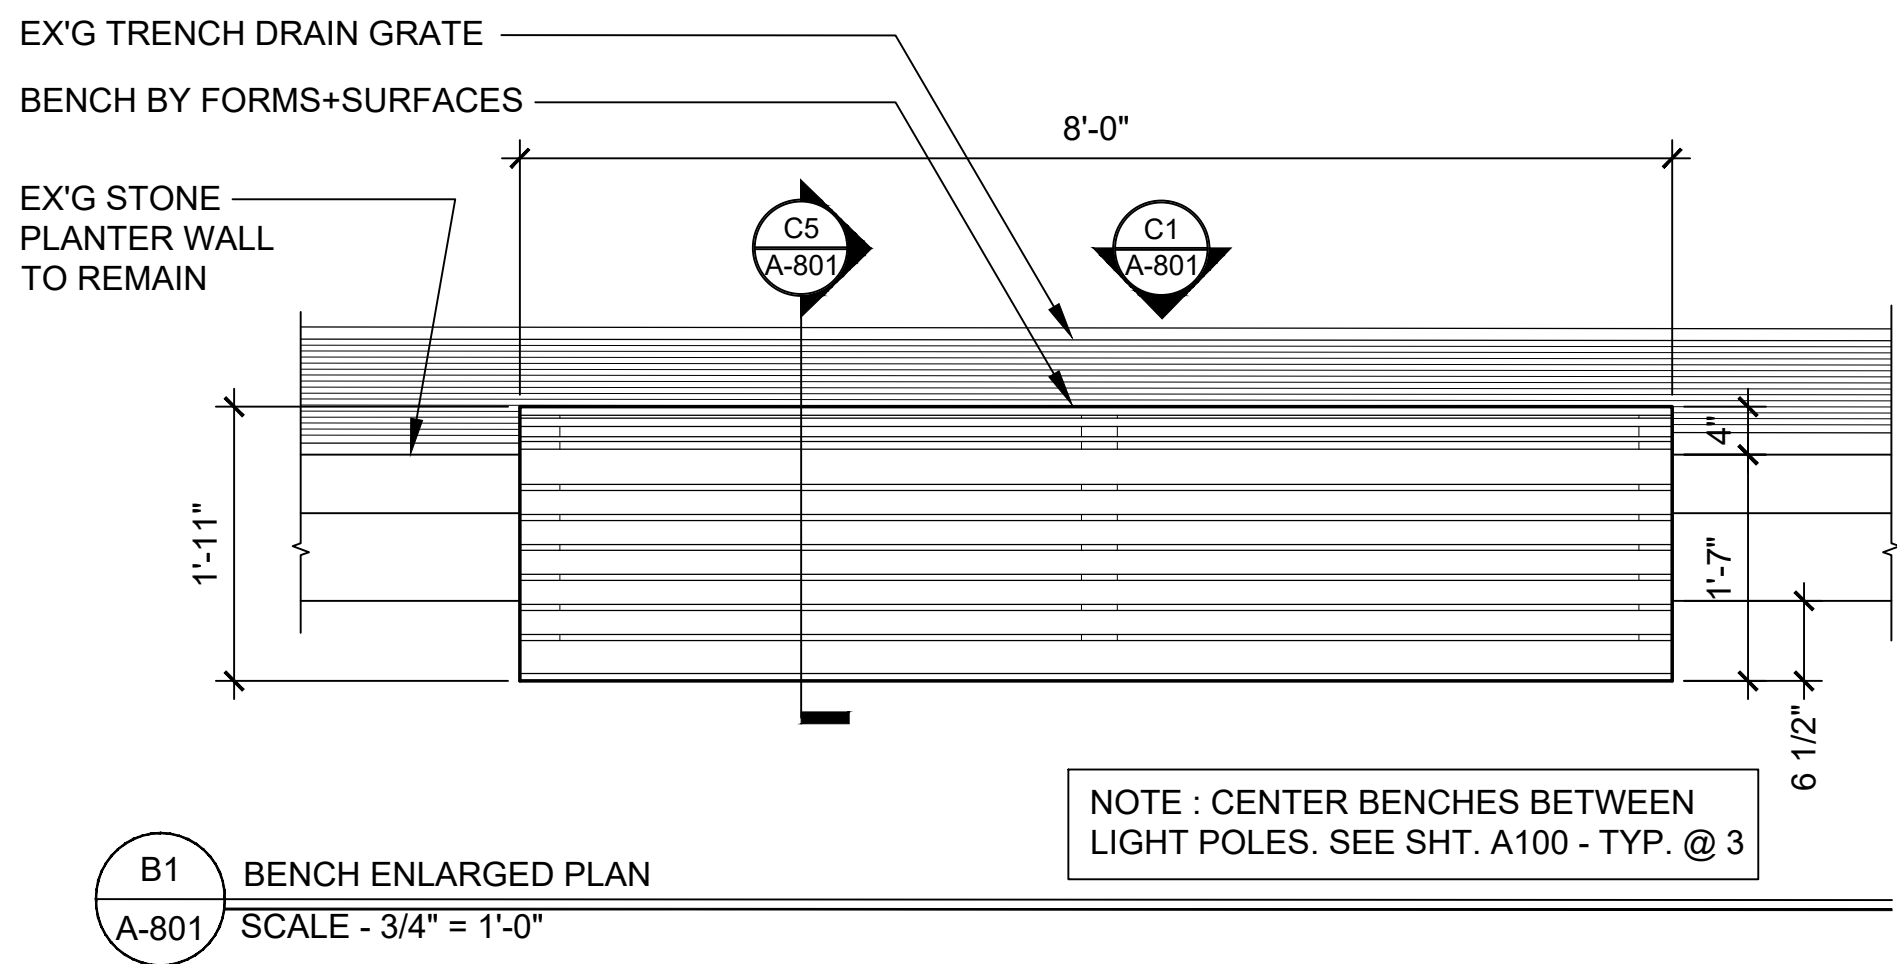 EX'G TRENCH DRAIN GRATE
BENCH BY FORMS+SURFACES
8'-0"
EX'G STONE
PLANTER WALL
TO REMAIN
C5
A-801
C1
A-801
4"
1'-11"
1'-7"
6 1/2"
NOTE : CENTER BENCHES BETWEEN
LIGHT POLES. SEE SHT. A100 - TYP. @ 3
B1
A-801
BENCH ENLARGED PLAN
SCALE - 3/4" = 1'-0"